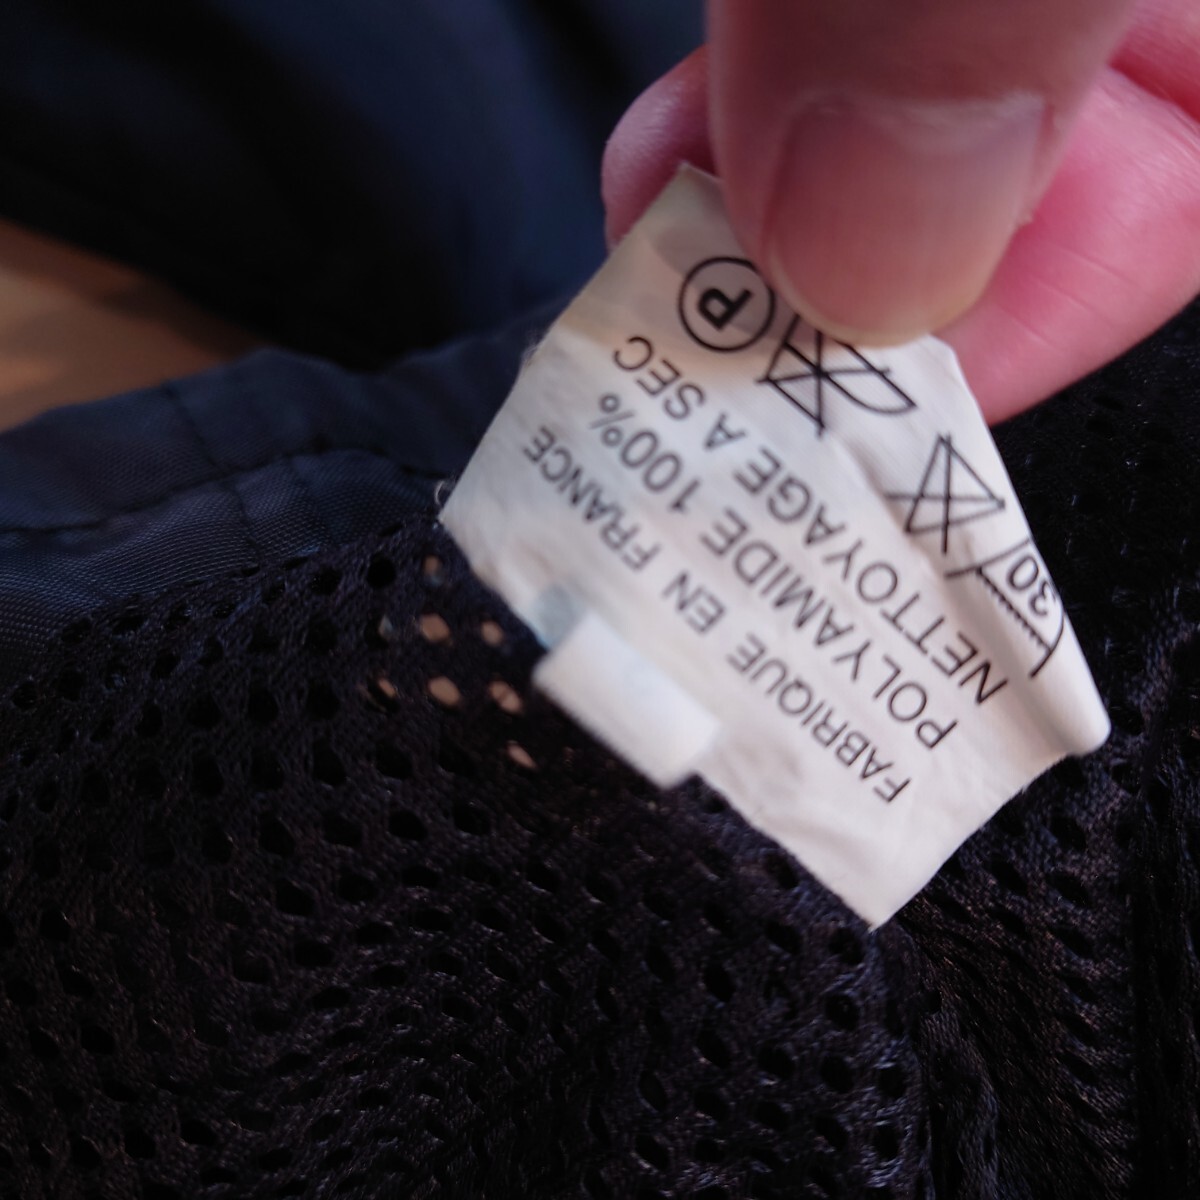 30 P
NETTOYAGE A SEC
POLYAMIDE 100%
FABRIQUE EN FRANCE